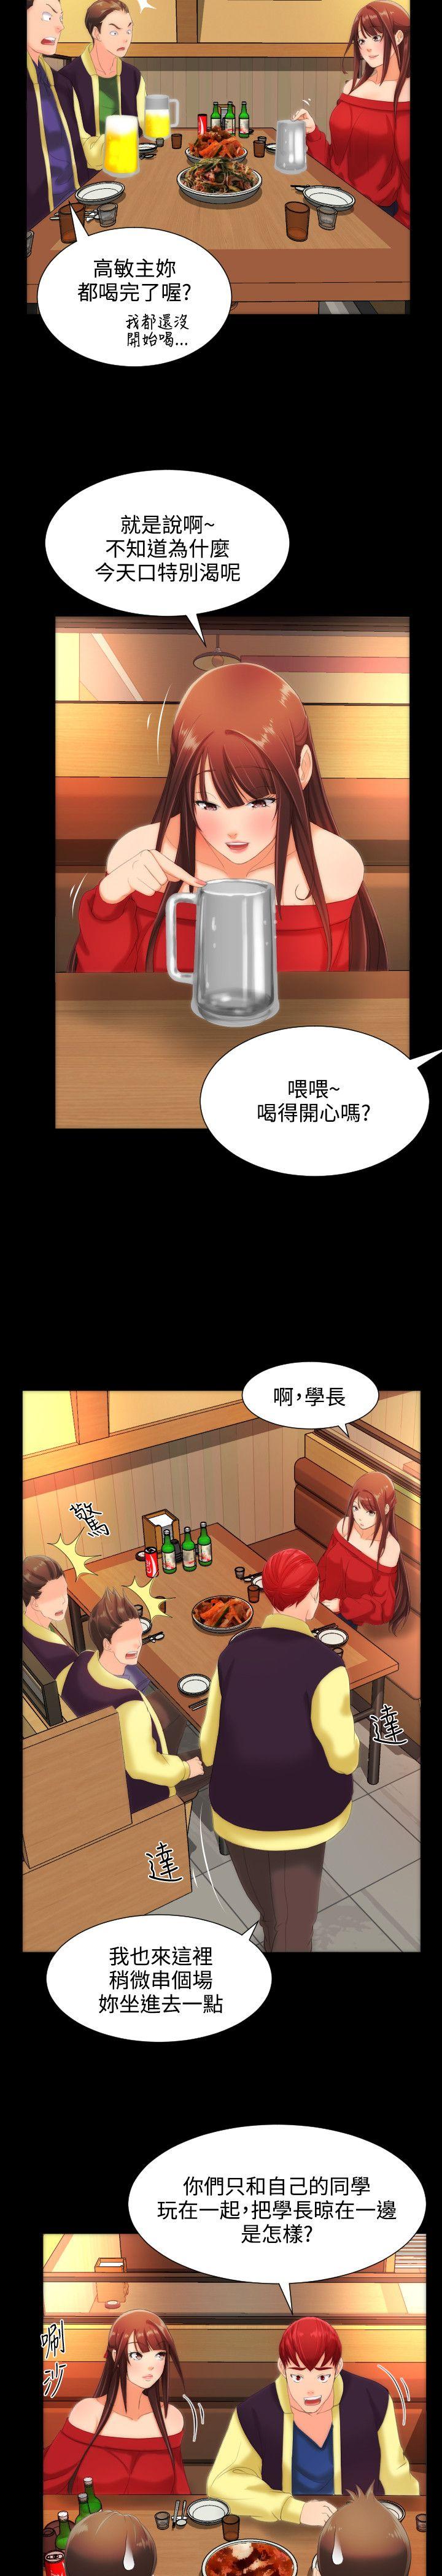 高敏主妳
都喝完了喔?
我都還沒
開始喝...
就是說啊~
不知道為什麼
今天口特別渴呢
喂喂~
喝得開心嗎?
啊,學長
驚
達
達
我也來這裡
稍微串個場
妳坐進去一點
你們只和自己的同學
玩在一起,把學長晾在一邊
是怎樣?
唰
沙